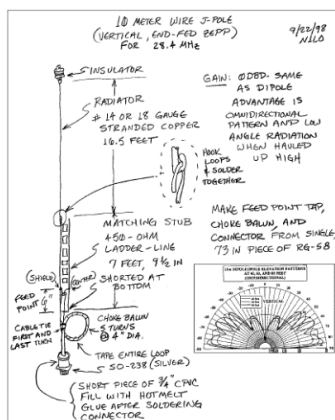 10 METER WIRE J-POLE
(VERTICAL, END-FED ZEPP)
FOR 28.4 MHz
9/22/98
N1LO
INSULATOR
RADIATOR
# 14 OR 18 GAUGE
STRANDED COPPER
16.5 FEET
GAIN: 0DBD-SAME
AS DIPOLE
ADVANTAGE IS
OMNIDIRECTIONAL
PATTERN AND LOW
ANGLE RADIATION
WHEN HAULED
UP HIGH
HOOK
LOOPS
& SOLDER
TOGETHER
MATCHING STUB
450-OHM
LADDER-LINE
7 FEET, 9 1/2 IN
SHORTED AT
BOTTOM
(SHIELD)
(CENTER)
FEED
POINT 6"
MAKE FEED POINT TAP,
CHOKE BALUN, AND
CONNECTOR FROM SINGLE
73 IN PIECE OF RG-58
CABLE TIE
FIRST AND
LAST TURN
CHOKE BALUN
5 TURNS
@ 4" DIA.
TAPE ENTIRE LOOP
SO-238 (SILVER)
SHORT PIECE OF 3/4" CPVC
FILL WITH HOTMELT
GLUE AFTER SOLDERING
CONNECTOR